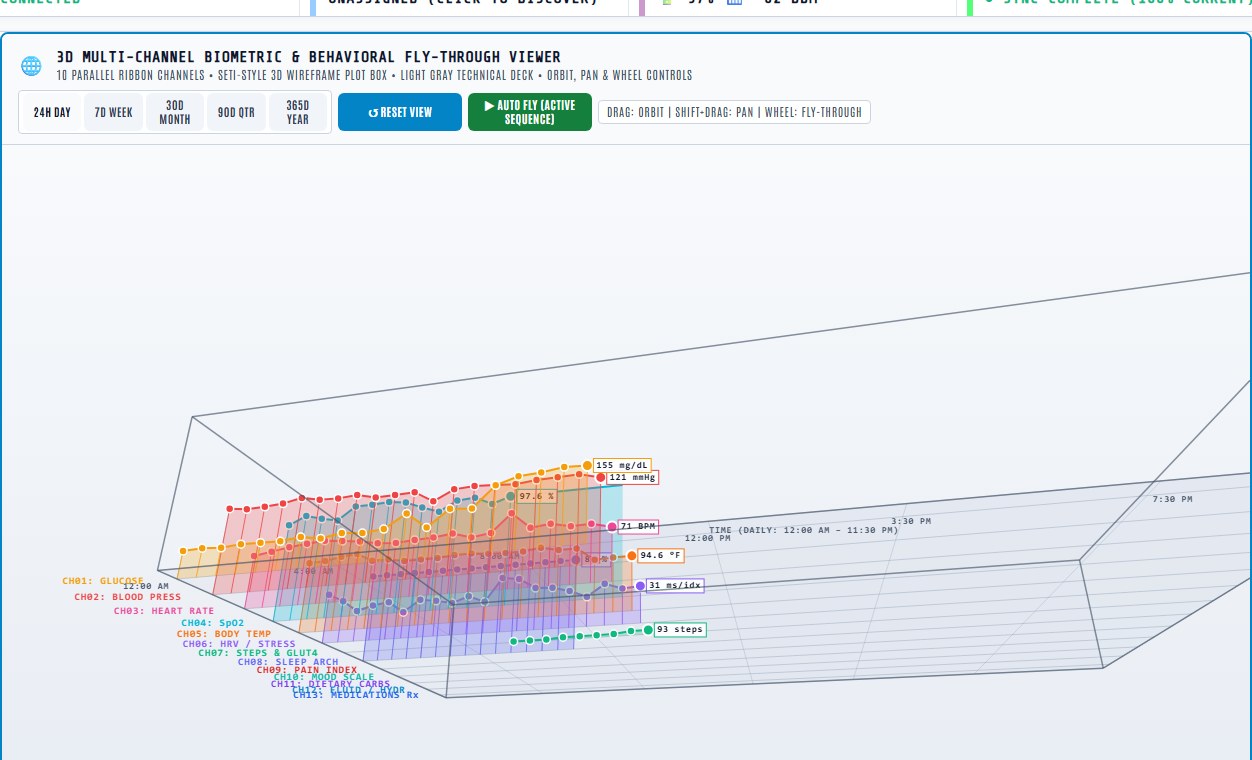 3D MULTI-CHANNEL BIOMETRIC & BEHAVIORAL FLY-THROUGH VIEWER
10 PARALLEL RIBBON CHANNELS • SETI-STYLE 3D WIREFRAME PLOT BOX • LIGHT GRAY TECHNICAL DECK • ORBIT, PAN & WHEEL CONTROLS
24H DAY
7D WEEK
30D
MONTH
90D QTR
365D
YEAR
↺ RESET VIEW
▶ AUTO FLY (ACTIVE
SEQUENCE)
DRAG: ORBIT | SHIFT+DRAG: PAN | WHEEL: FLY-THROUGH
155 mg/dL
121 mmHg
97.6 %
7:30 PM
3:30 PM
71 BPM
TIME (DAILY: 12:00 AM – 11:30 PM)
12:00 PM
94.6 °F
4:00 AM
CH01: GLUCOSE
12:00 AM
31 ms/idx
CH02: BLOOD PRESS
CH03: HEART RATE
CH04: SpO2
93 steps
CH05: BODY TEMP
CH06: HRV / STRESS
CH07: STEPS & GLUT4
CH08: SLEEP ARCH
CH09: PAIN INDEX
CH10: MOOD SCALE
CH11: DIETARY CARBS
CH12: FLUID / HYDR
CH13: MEDICATIONS Rx